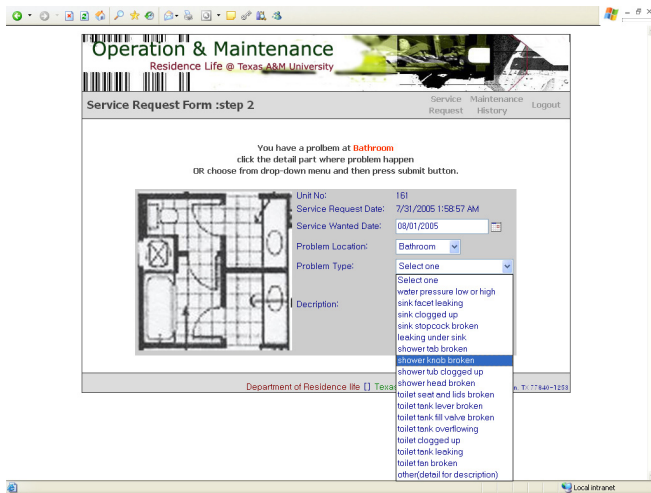 Operation & Maintenance
Residence Life @ Texas A&M University
Service Request Form :step 2
Service Request
Maintenance History
Logout
You have a prolbem at Bathroom
click the detail part where problem happen
OR choose from drop-down menu and then press submit button.
Unit No: 161
Service Request Date: 7/31/2005 1:58:57 AM
Service Wanted Date: 08/01/2005
Problem Location: Bathroom
Problem Type: Select one
Decription:
Select one
water pressure low or high
sink facet leaking
sink clogged up
sink stopcock broken
leaking under sink
shower tab broken
shower knob broken
shower tub clogged up
shower head broken
toilet seat and lids broken
toilet tank lever broken
toilet tank fill valve broken
toilet tank overflowing
toilet clogged up
toilet tank leaking
toilet fan broken
other(detail for description)
Department of Residence life [] Texas
Local intranet